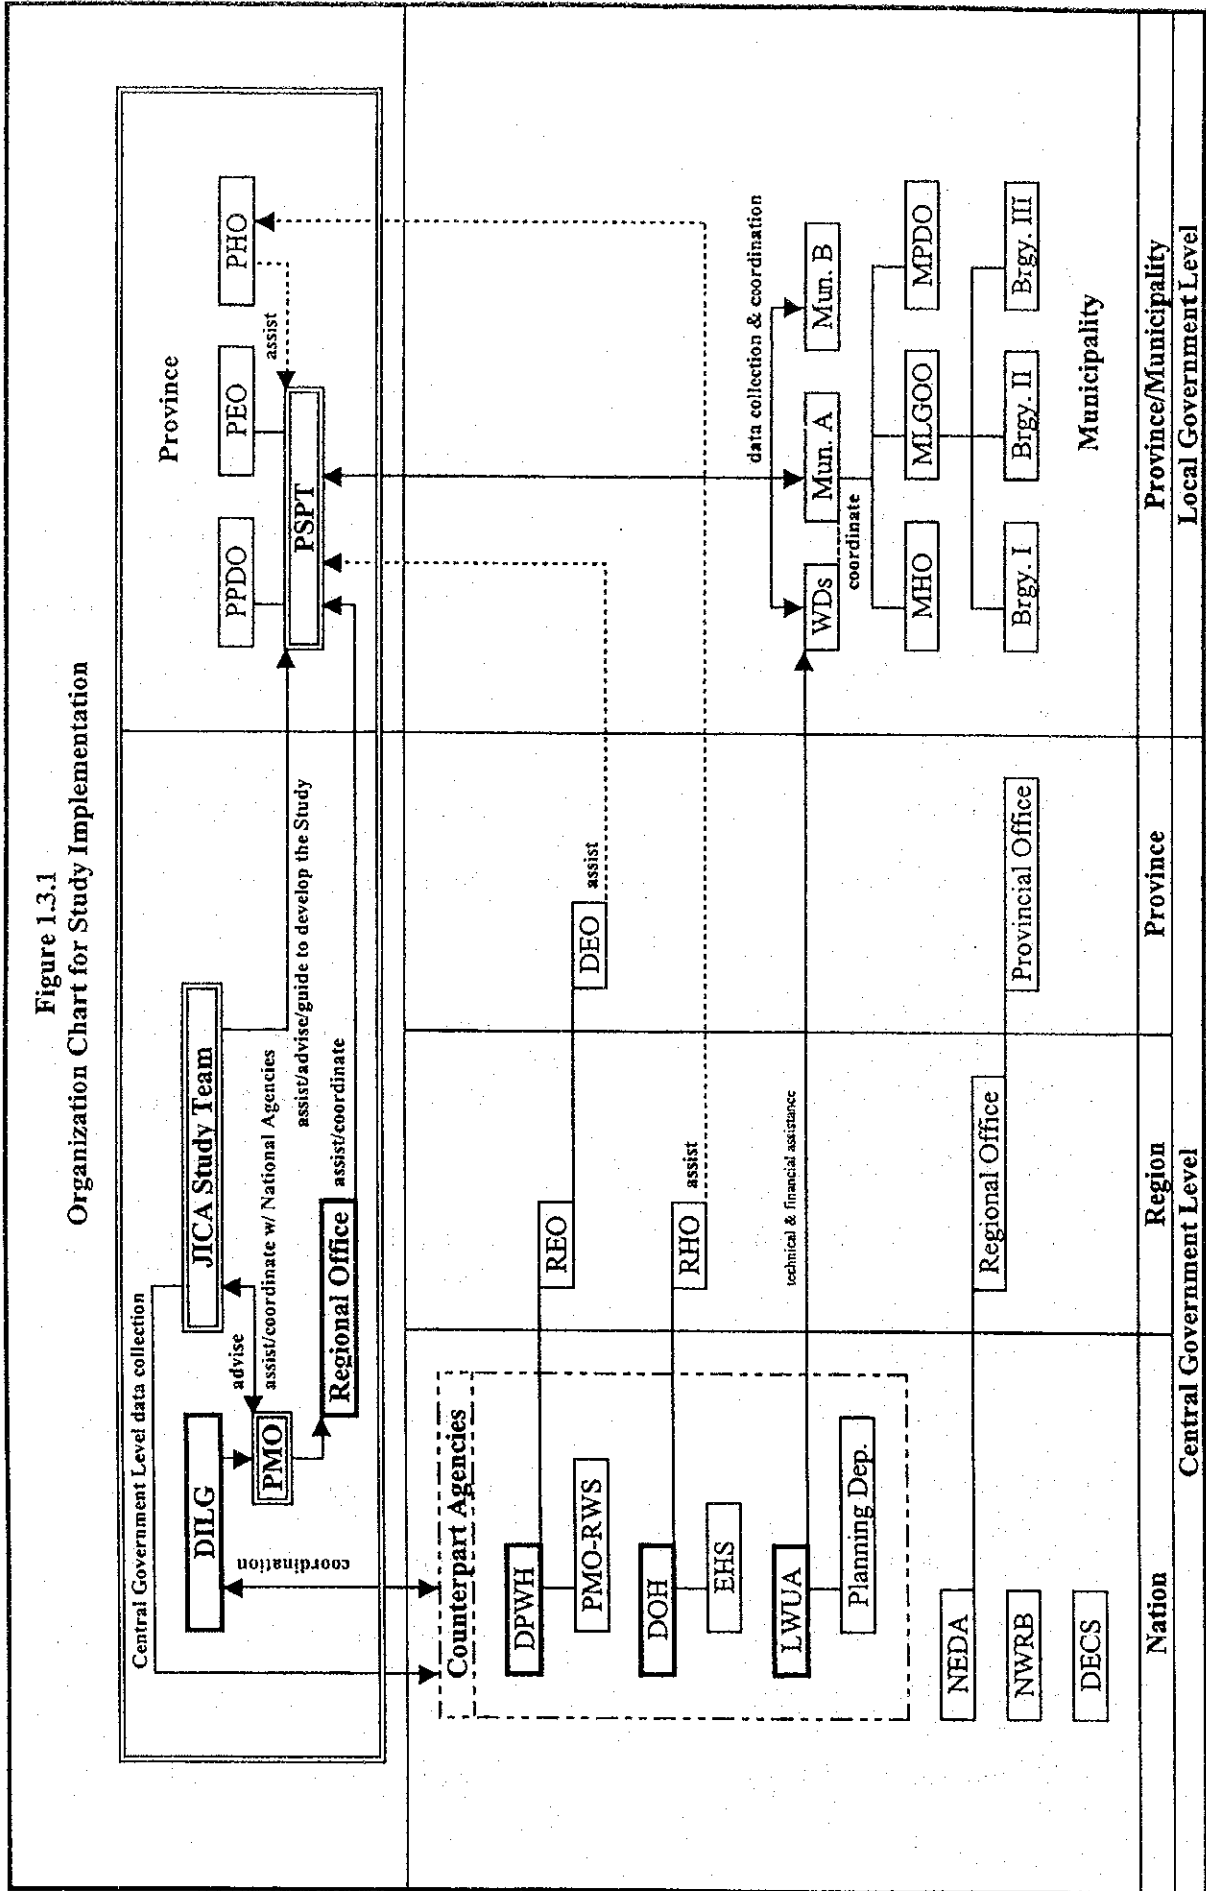 Figure 1.3.1
Organization Chart for Study Implementation
Central Government Level data collection
DILG
JICA Study Team
advise
assist/coordinate w/ National Agencies
PMO
Regional Office
assist/coordinate
assist/advise/guide to develop the Study
coordination
Province
PPDO
PEO
PHO
assist
PSPT
Counterpart Agencies
DPWH
PMO-RWS
REO
DEO
assist
DOH
EHS
RHO
assist
LWUA
Planning Dep.
technical & financial assistance
data collection & coordination
WDs
Mun. A
Mun. B
coordinate
MHO
MLGOO
MPDO
Brgy. I
Brgy. II
Brgy. III
Municipality
NEDA
Regional Office
Provincial Office
NWRB
DECS
Nation
Region
Province
Province/Municipality
Central Government Level
Local Government Level